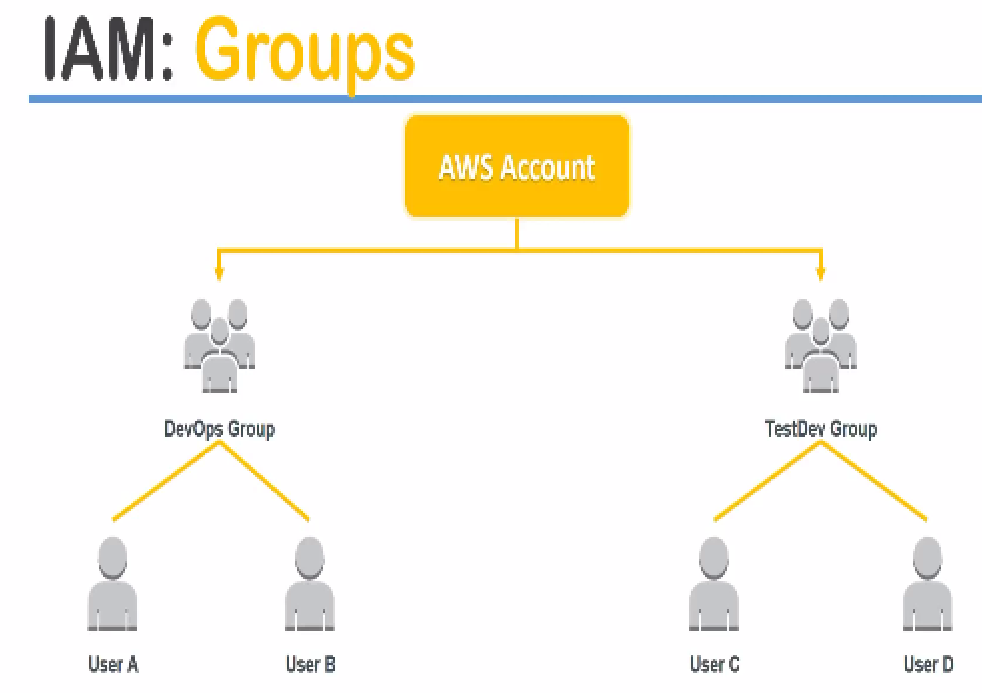 IAM: Groups
AWS Account
DevOps Group
TestDev Group
User A
User B
User C
User D